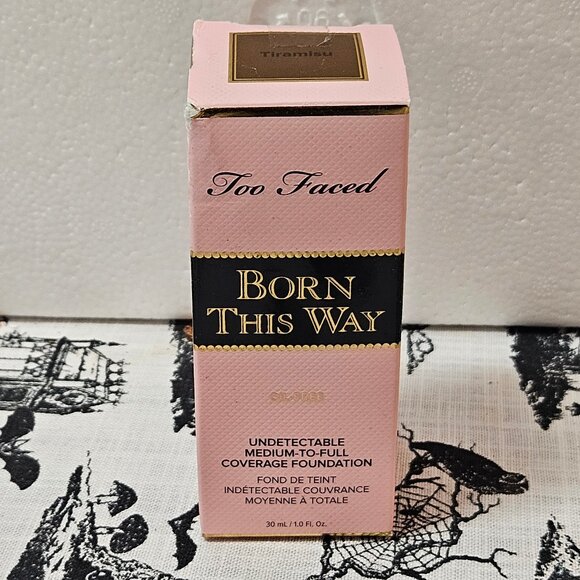 Tiramisu
Too Faced
BORN
THIS WAY
UNDETECTABLE
MEDIUM-TO-FULL
COVERAGE FOUNDATION
FOND DE TEINT
INDÉTECTABLE COUVRANCE
MOYENNE À TOTALE
30 mL / 1.0 Fl. Oz.